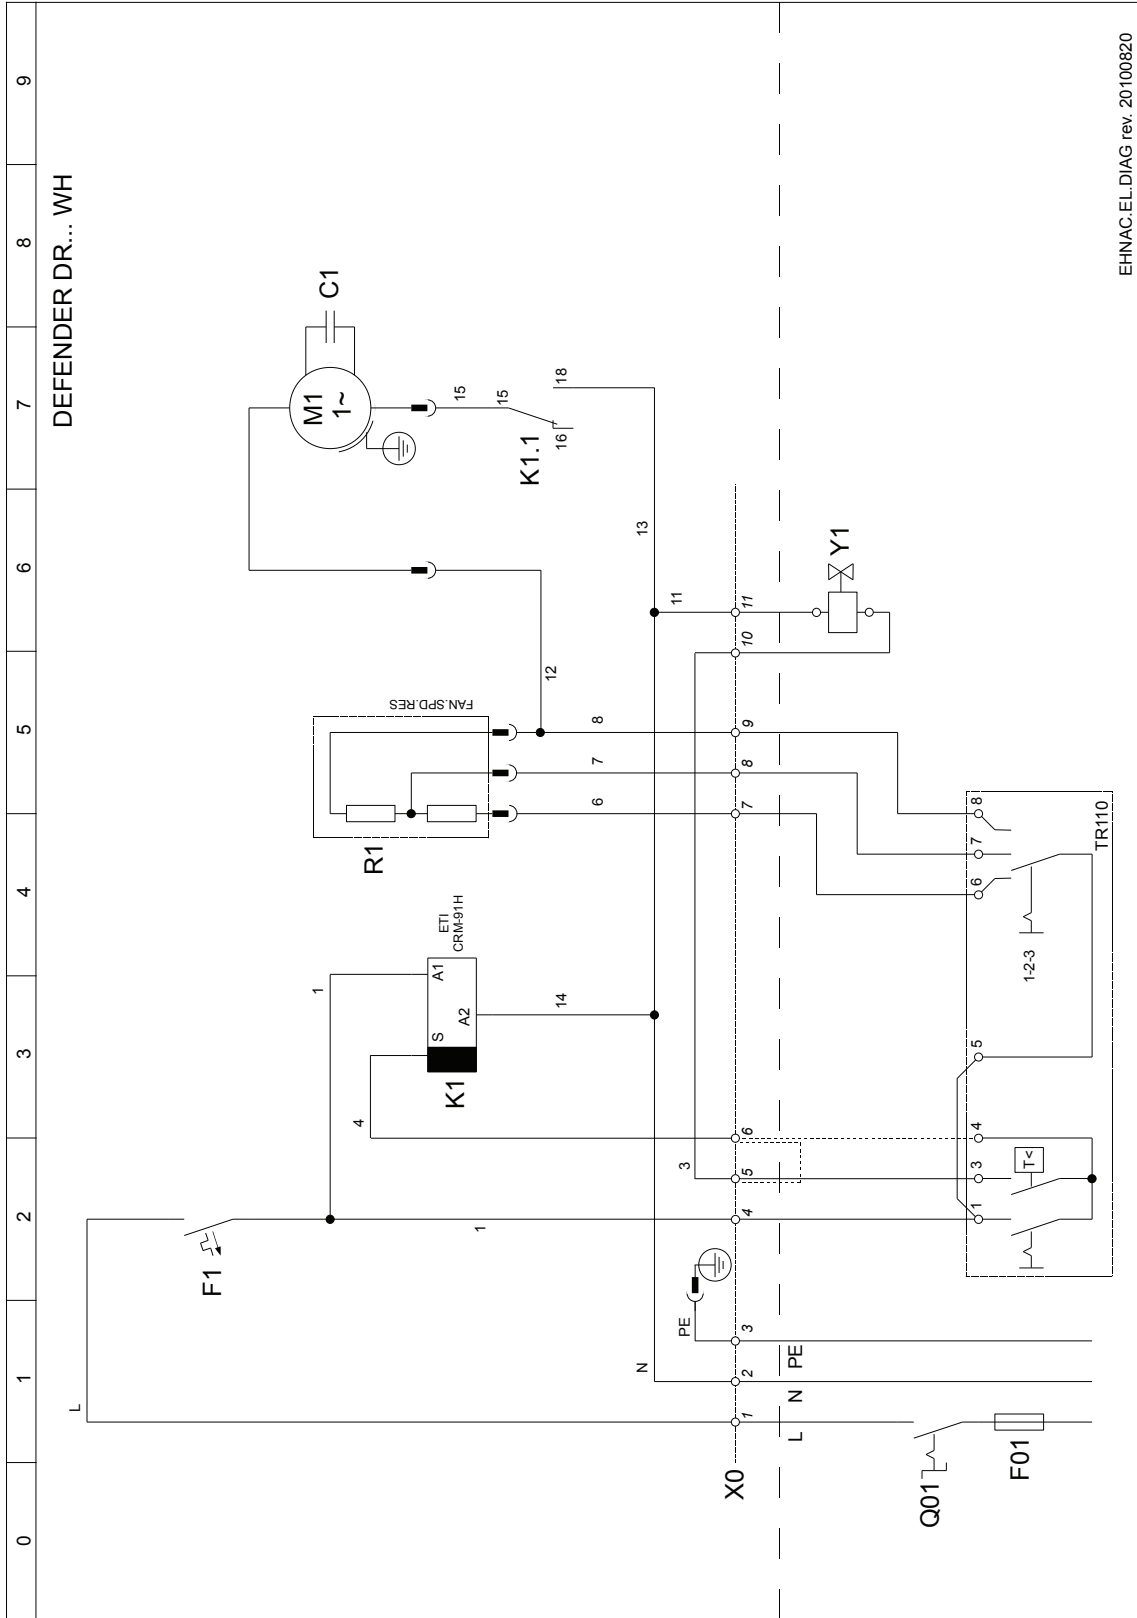 0 1 2 3 4 5 6 7 8 9
DEFENDER DR... WH
L
F1
1
1
4
K1
S
A1
A2
ETI
CRM-91H
14
R1
FAN.SPD.RES
6
7
8
12
M1
1~
C1
15
15
K1.1
16
18
13
11
N
PE
3
X0
1 2 3 4 5 6 7 8 9 10 11
L N PE
Y1
Q01
F01
1 3 4 5 6 7 8
T<
1-2-3
TR110
EHNAC.EL.DIAG rev. 20100820